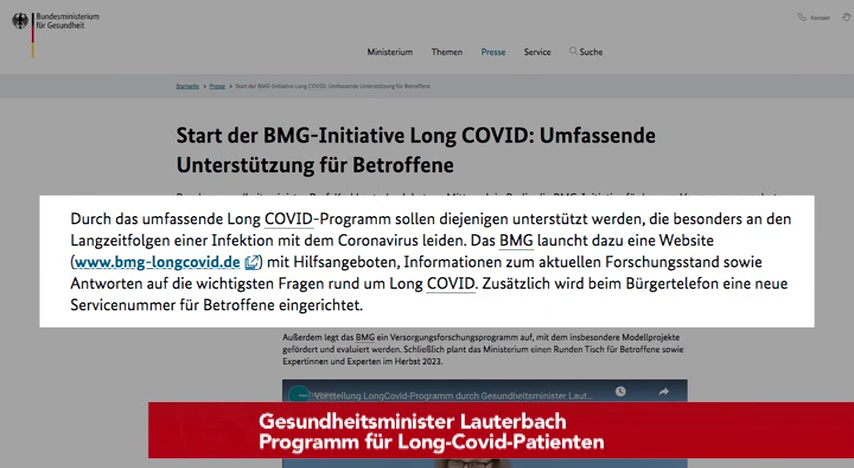 Bundesministerium
für Gesundheit
Kontakt
Ministerium Themen Presse Service Suche
Startseite > Presse > Start der BMG-Initiative Long COVID: Umfassende Unterstützung für Betroffene
Start der BMG-Initiative Long COVID: Umfassende
Unterstützung für Betroffene
Durch das umfassende Long COVID-Programm sollen diejenigen unterstützt werden, die besonders an den
Langzeitfolgen einer Infektion mit dem Coronavirus leiden. Das BMG launcht dazu eine Website
(www.bmg-longcovid.de) mit Hilfsangeboten, Informationen zum aktuellen Forschungsstand sowie
Antworten auf die wichtigsten Fragen rund um Long COVID. Zusätzlich wird beim Bürgertelefon eine neue
Servicenummer für Betroffene eingerichtet.
Außerdem legt das BMG ein Versorgungsforschungsprogramm auf, mit dem insbesondere Modellprojekte
gefördert und evaluiert werden. Schließlich plant das Ministerium einen Runden Tisch für Betroffene sowie
Expertinnen und Experten im Herbst 2023.
Vorstellung LongCovid-Programm durch Gesundheitsminister Laut...
Gesundheitsminister Lauterbach
Programm für Long-Covid-Patienten